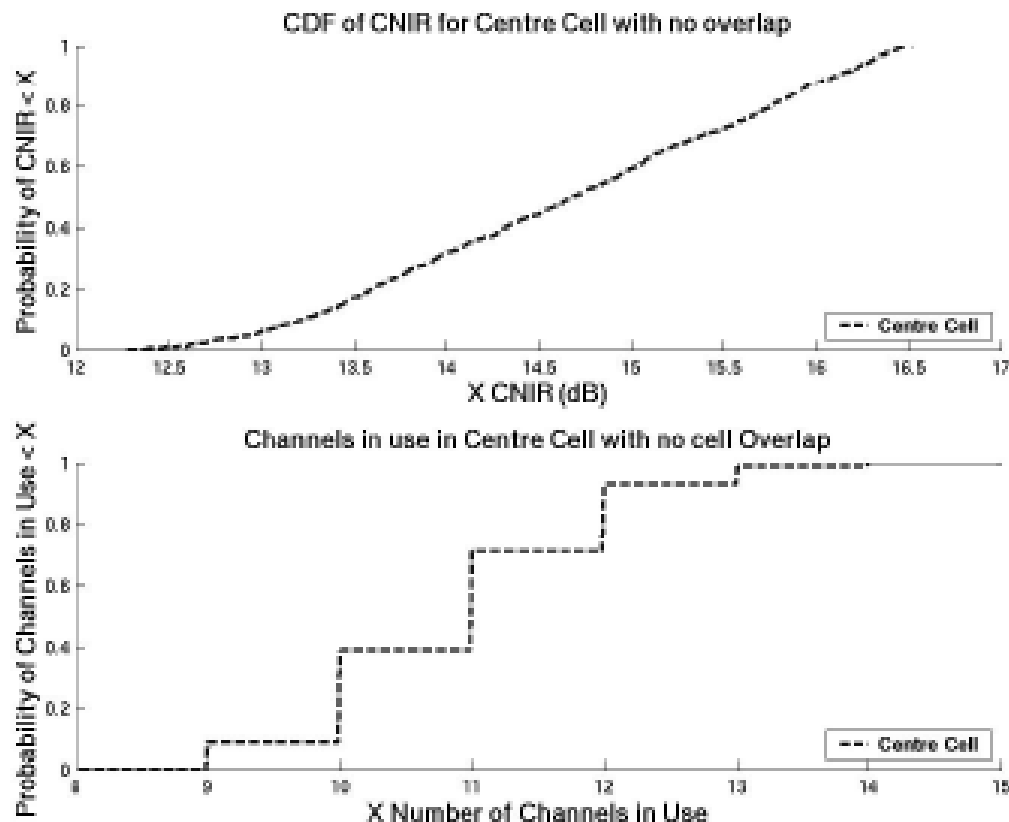 CDF of CNIR for Centre Cell with no overlap
Probability of CNIR < X
1
0.8
0.6
0.4
0.2
0
Centre Cell
12 12.5 13 13.5 14 14.5 15 15.5 16 16.5 17
X CNIR (dB)
Channels in use in Centre Cell with no cell Overlap
Probability of Channels in Use < X
1
0.8
0.6
0.4
0.2
0
Centre Cell
8 9 10 11 12 13 14 15
X Number of Channels in Use